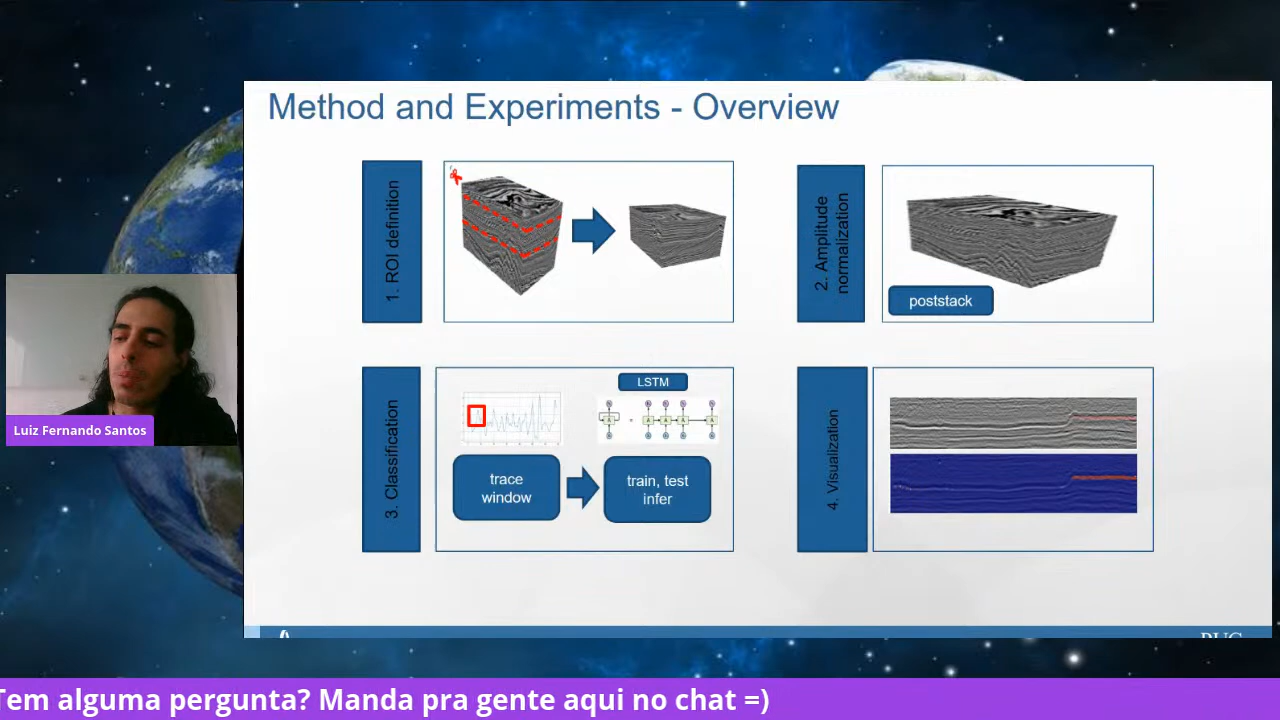 Method and Experiments - Overview
1. ROI definition
2. Amplitude
normalization
poststack
3. Classification
LSTM
trace
window
train, test
infer
4. Visualization
Luiz Fernando Santos
Tem alguma pergunta? Manda pra gente aqui no chat =)